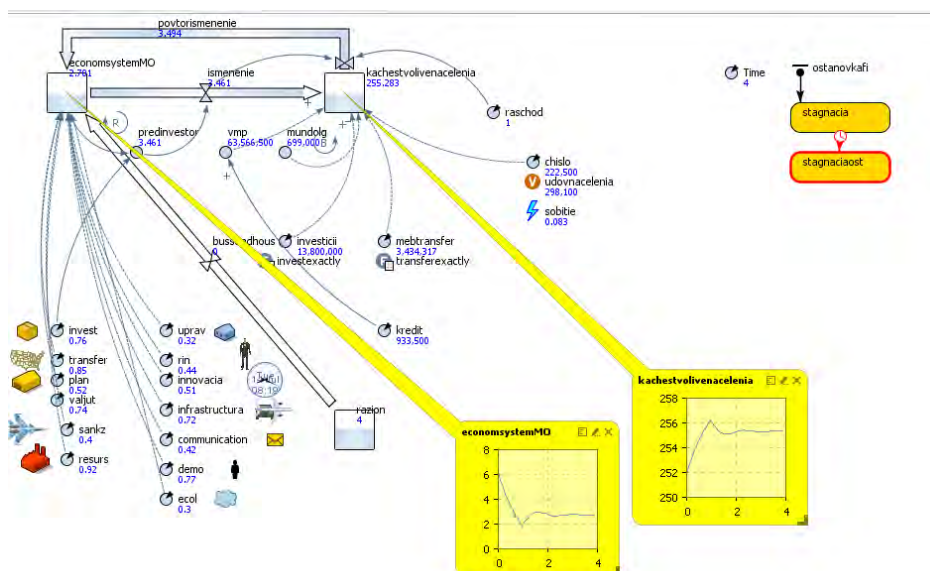 povtorismenenie
3.494
economsystemMO
2.701
ismenenie
3.461
kachestvolivenacelenia
255.283
Time
4
ostanovkafi
stagnacia
stagnaciaost
raschod
1
R
predinvestor
3.461
vmp
63,566,500
mundolg
699,000
B
chislo
222,500
V
udovnacelenia
298,100
sobitie
0.083
0
investicii
13,800,000
investexactly
mebtransfer
3,434,317
transferexactly
invest
0.76
uprav
0.32
kredit
933,500
transfer
0.85
rin
0.44
plan
0.52
innovacia
0.51
valjut
0.74
infrastructura
0.72
razion
4
sankz
0.4
communication
0.42
resurs
0.92
demo
0.77
ecol
0.3
kachestvolivenacelenia
258
256
254
252
250
0 2 4
economsystemMO
8
6
4
2
0
0 2 4